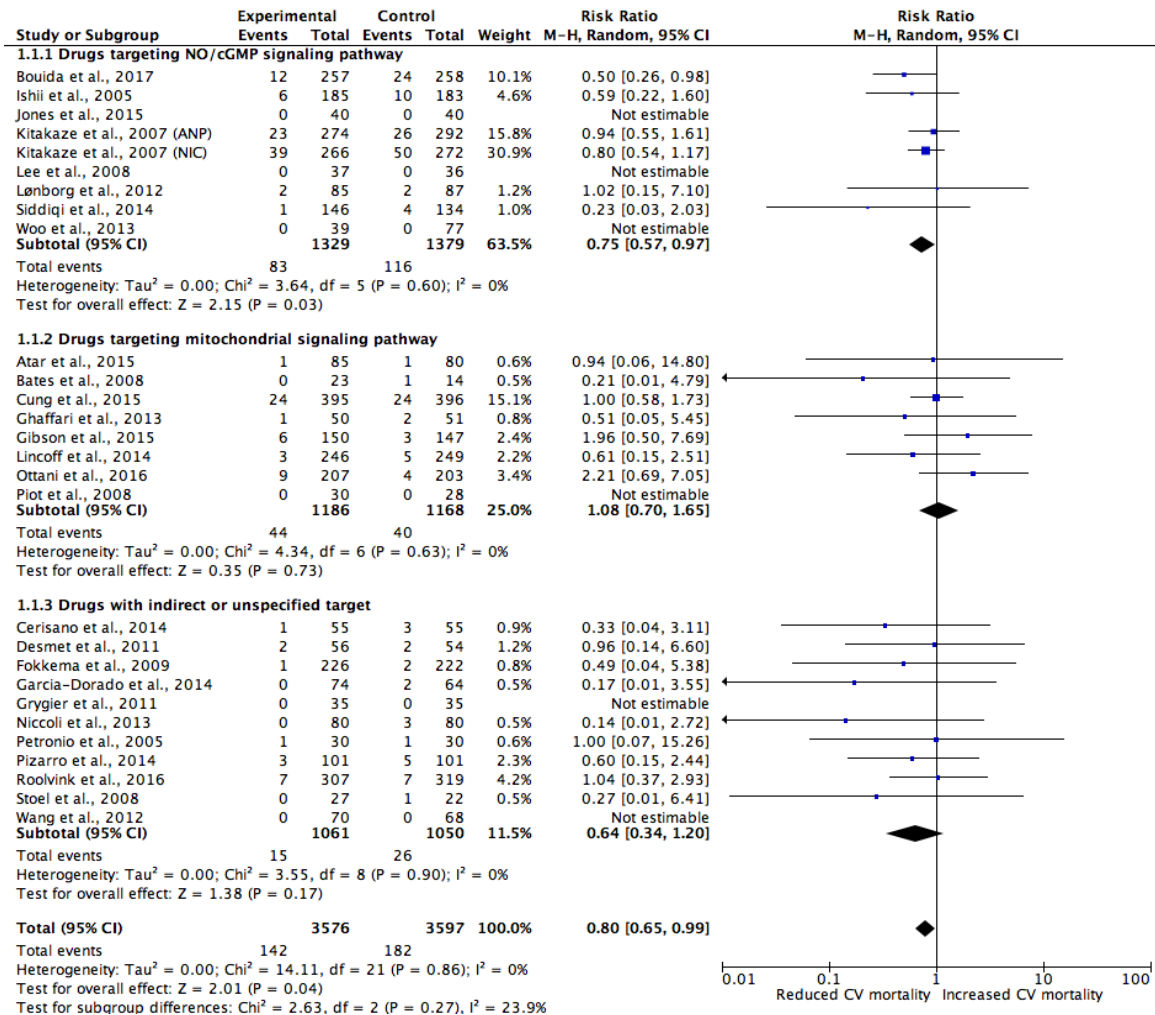 Experimental Control Risk Ratio Risk Ratio
Study or Subgroup Events Total Events Total Weight M-H, Random, 95% CI M-H, Random, 95% CI
1.1.1 Drugs targeting NO/cGMP signaling pathway
Bouida et al., 2017 12 257 24 258 10.1% 0.50 [0.26, 0.98]
Ishii et al., 2005 6 185 10 183 4.6% 0.59 [0.22, 1.60]
Jones et al., 2015 0 40 0 40 Not estimable
Kitakaze et al., 2007 (ANP) 23 274 26 292 15.8% 0.94 [0.55, 1.61]
Kitakaze et al., 2007 (NIC) 39 266 50 272 30.9% 0.80 [0.54, 1.17]
Lee et al., 2008 0 37 0 36 Not estimable
Lønborg et al., 2012 2 85 2 87 1.2% 1.02 [0.15, 7.10]
Siddiqi et al., 2014 1 146 4 134 1.0% 0.23 [0.03, 2.03]
Woo et al., 2013 0 39 0 77 Not estimable
Subtotal (95% CI) 1329 1379 63.5% 0.75 [0.57, 0.97]
Total events 83 116
Heterogeneity: Tau² = 0.00; Chi² = 3.64, df = 5 (P = 0.60); I² = 0%
Test for overall effect: Z = 2.15 (P = 0.03)
1.1.2 Drugs targeting mitochondrial signaling pathway
Atar et al., 2015 1 85 1 80 0.6% 0.94 [0.06, 14.80]
Bates et al., 2008 0 23 1 14 0.5% 0.21 [0.01, 4.79]
Cung et al., 2015 24 395 24 396 15.1% 1.00 [0.58, 1.73]
Ghaffari et al., 2013 1 50 2 51 0.8% 0.51 [0.05, 5.45]
Gibson et al., 2015 6 150 3 147 2.4% 1.96 [0.50, 7.69]
Lincoff et al., 2014 3 246 5 249 2.2% 0.61 [0.15, 2.51]
Ottani et al., 2016 9 207 4 203 3.4% 2.21 [0.69, 7.05]
Piot et al., 2008 0 30 0 28 Not estimable
Subtotal (95% CI) 1186 1168 25.0% 1.08 [0.70, 1.65]
Total events 44 40
Heterogeneity: Tau² = 0.00; Chi² = 4.34, df = 6 (P = 0.63); I² = 0%
Test for overall effect: Z = 0.35 (P = 0.73)
1.1.3 Drugs with indirect or unspecified target
Cerisano et al., 2014 1 55 3 55 0.9% 0.33 [0.04, 3.11]
Desmet et al., 2011 2 56 2 54 1.2% 0.96 [0.14, 6.60]
Fokkema et al., 2009 1 226 2 222 0.8% 0.49 [0.04, 5.38]
Garcia-Dorado et al., 2014 0 74 2 64 0.5% 0.17 [0.01, 3.55]
Grygier et al., 2011 0 35 0 35 Not estimable
Niccoli et al., 2013 0 80 3 80 0.5% 0.14 [0.01, 2.72]
Petronio et al., 2005 1 30 1 30 0.6% 1.00 [0.07, 15.26]
Pizarro et al., 2014 3 101 5 101 2.3% 0.60 [0.15, 2.44]
Roolvink et al., 2016 7 307 7 319 4.2% 1.04 [0.37, 2.93]
Stoel et al., 2008 0 27 1 22 0.5% 0.27 [0.01, 6.41]
Wang et al., 2012 0 70 0 68 Not estimable
Subtotal (95% CI) 1061 1050 11.5% 0.64 [0.34, 1.20]
Total events 15 26
Heterogeneity: Tau² = 0.00; Chi² = 3.55, df = 8 (P = 0.90); I² = 0%
Test for overall effect: Z = 1.38 (P = 0.17)
Total (95% CI) 3576 3597 100.0% 0.80 [0.65, 0.99]
Total events 142 182
Heterogeneity: Tau² = 0.00; Chi² = 14.11, df = 21 (P = 0.86); I² = 0%
Test for overall effect: Z = 2.01 (P = 0.04)
Test for subgroup differences: Chi² = 2.63, df = 2 (P = 0.27), I² = 23.9%
0.01 0.1 1 10 100
Reduced CV mortality Increased CV mortality